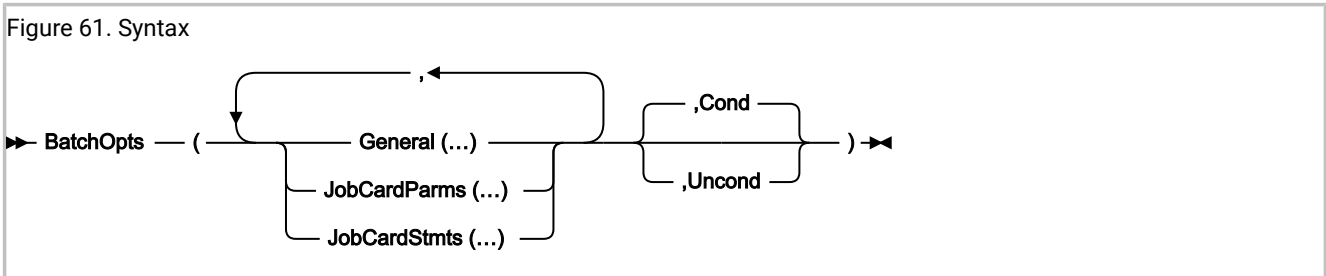 Figure 61. Syntax
,
,Cond
BatchOpts ( General (...) )
,Uncond
JobCardParms (...)
JobCardStmts (...)